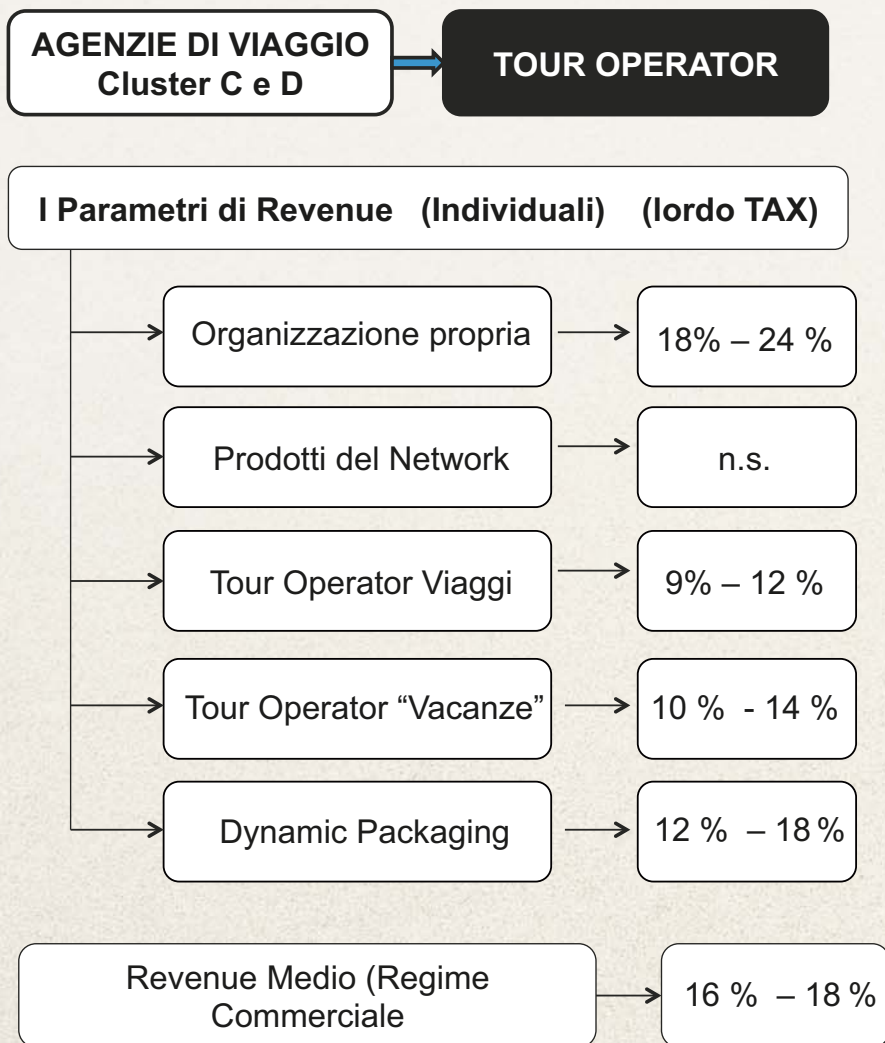 AGENZIE DI VIAGGIO
Cluster C e D
TOUR OPERATOR
I Parametri di Revenue (Individuali) (lordo TAX)
Organizzazione propria
18% – 24 %
Prodotti del Network
n.s.
Tour Operator Viaggi
9% – 12 %
Tour Operator “Vacanze”
10 % - 14 %
Dynamic Packaging
12 % – 18 %
Revenue Medio (Regime
Commerciale
16 % – 18 %